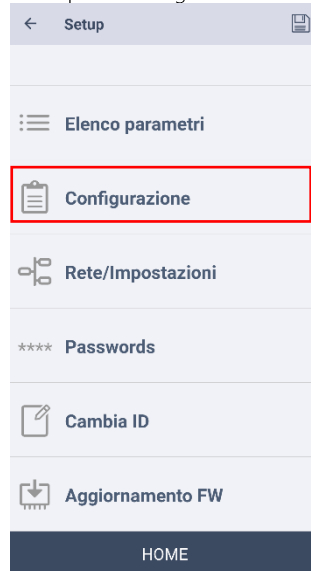 Setup
Elenco parametri
Configurazione
Rete/Impostazioni
**** Passwords
Cambia ID
Aggiornamento FW
HOME